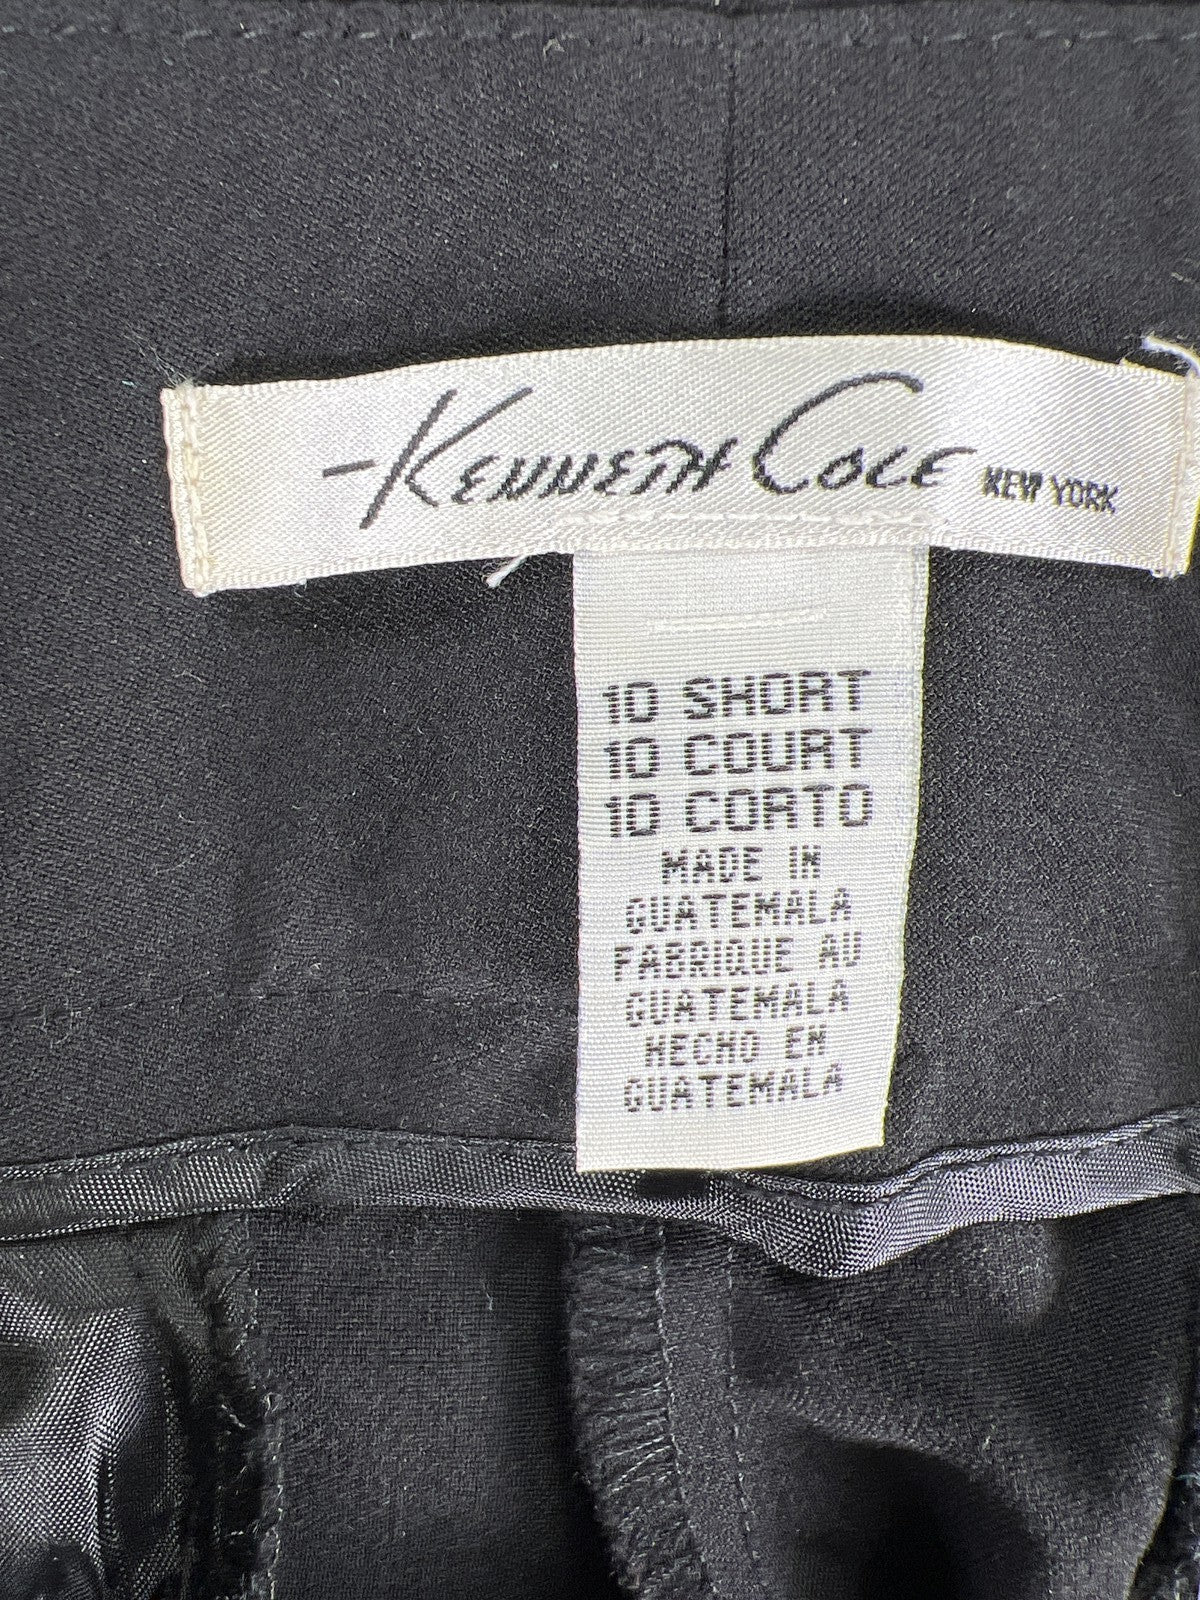 Kenneth Cole NEW YORK
10 SHORT
10 COURT
10 CORTO
MADE IN
GUATEMALA
FABRIQUE AU
GUATEMALA
HECHO EN
GUATEMALA